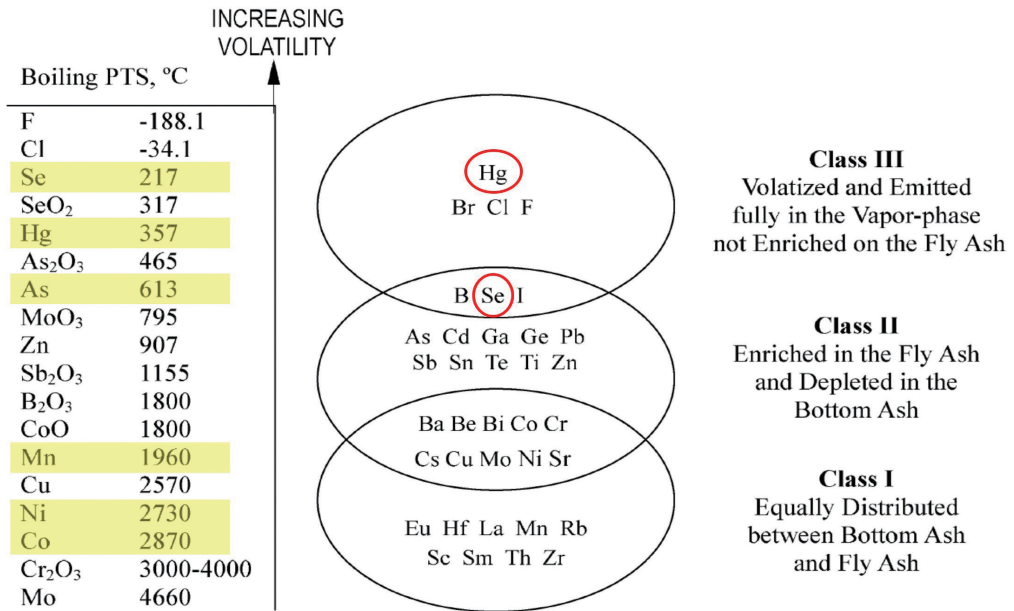 INCREASING
VOLATILITY
Boiling PTS, ºC
F -188.1
Cl -34.1
Se 217
SeO₂ 317
Hg 357
As₂O₃ 465
As 613
MoO₃ 795
Zn 907
Sb₂O₃ 1155
B₂O₃ 1800
CoO 1800
Mn 1960
Cu 2570
Ni 2730
Co 2870
Cr₂O₃ 3000-4000
Mo 4660
Hg
Br Cl F
B Se I
As Cd Ga Ge Pb
Sb Sn Te Ti Zn
Ba Be Bi Co Cr
Cs Cu Mo Ni Sr
Eu Hf La Mn Rb
Sc Sm Th Zr
Class III
Volatized and Emitted
fully in the Vapor-phase
not Enriched on the Fly Ash
Class II
Enriched in the Fly Ash
and Depleted in the
Bottom Ash
Class I
Equally Distributed
between Bottom Ash
and Fly Ash